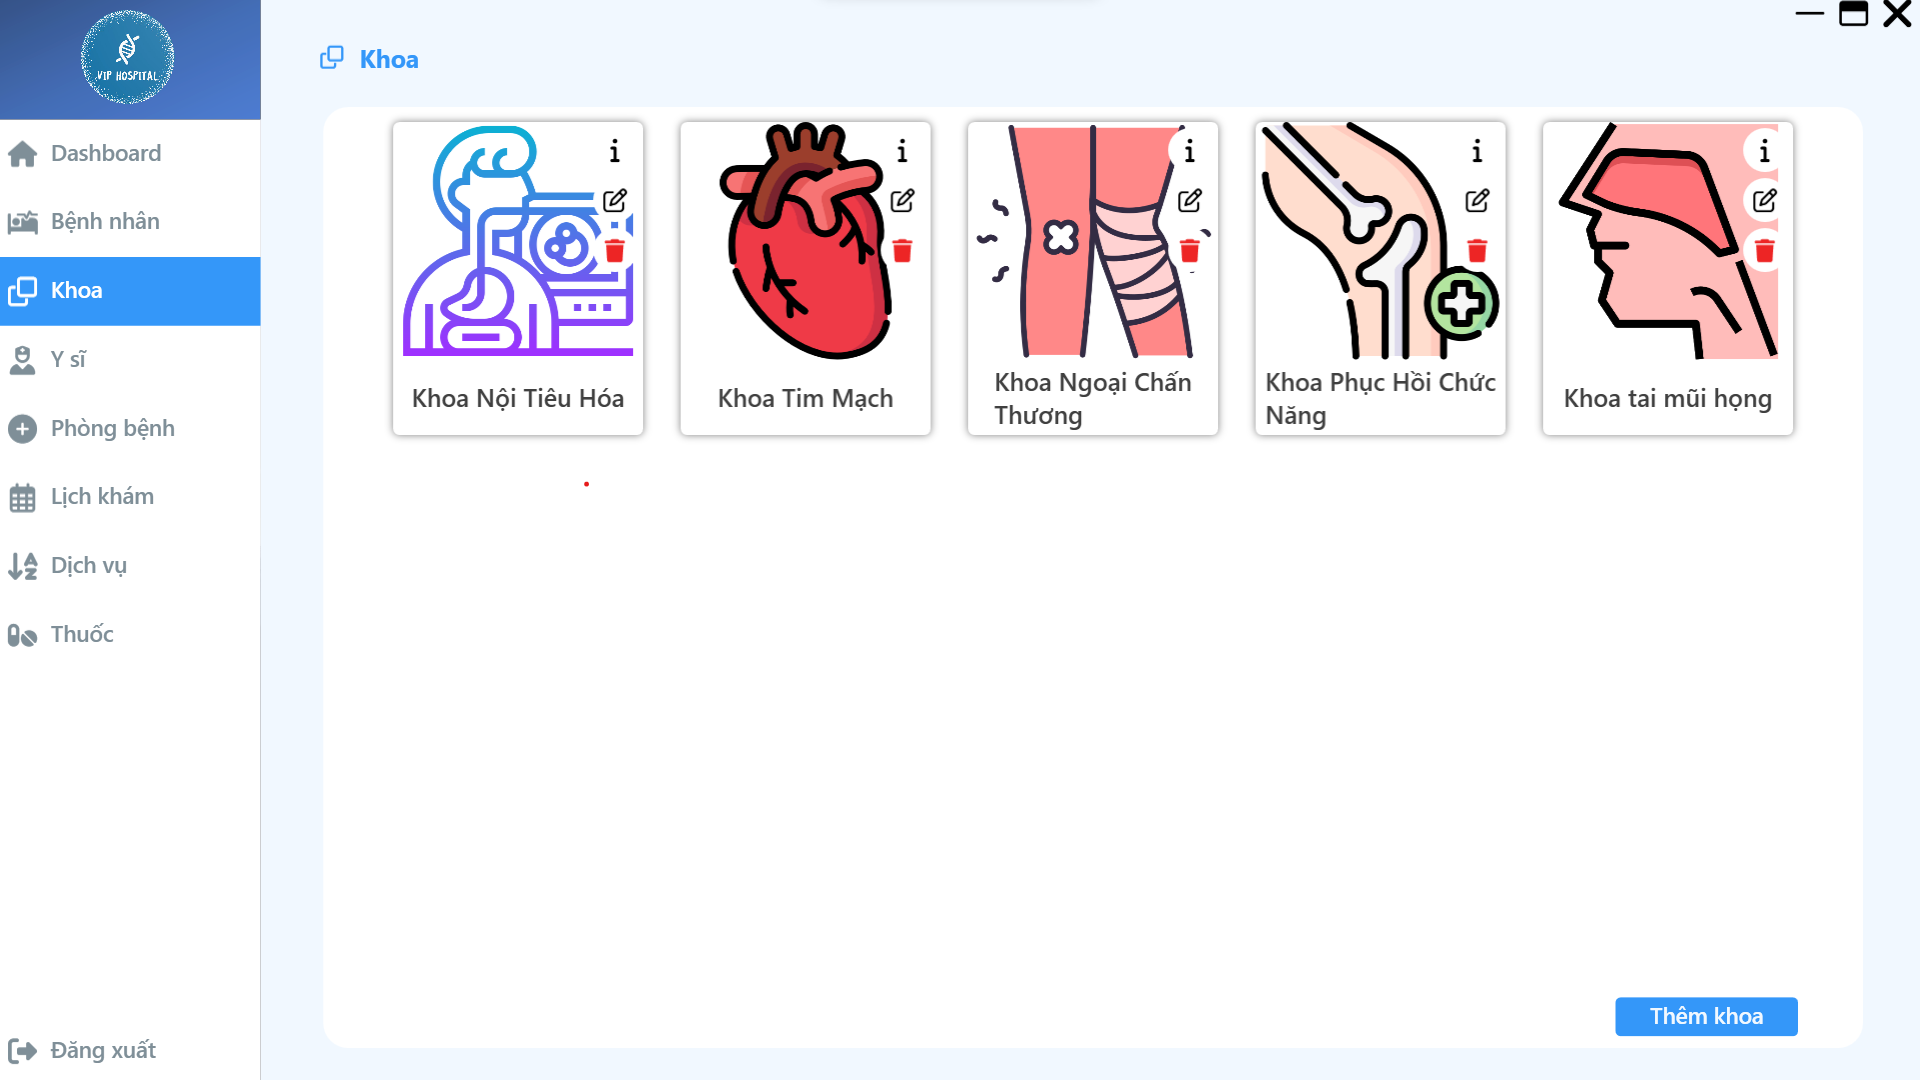 VIP HOSPITAL
Dashboard
Bệnh nhân
Khoa
Y sĩ
Phòng bệnh
Lịch khám
Dịch vụ
Thuốc
Đăng xuất
Khoa
Khoa Nội Tiêu Hóa
Khoa Tim Mạch
Khoa Ngoại Chấn
Thương
Khoa Phục Hồi Chức
Năng
Khoa tai mũi họng
Thêm khoa